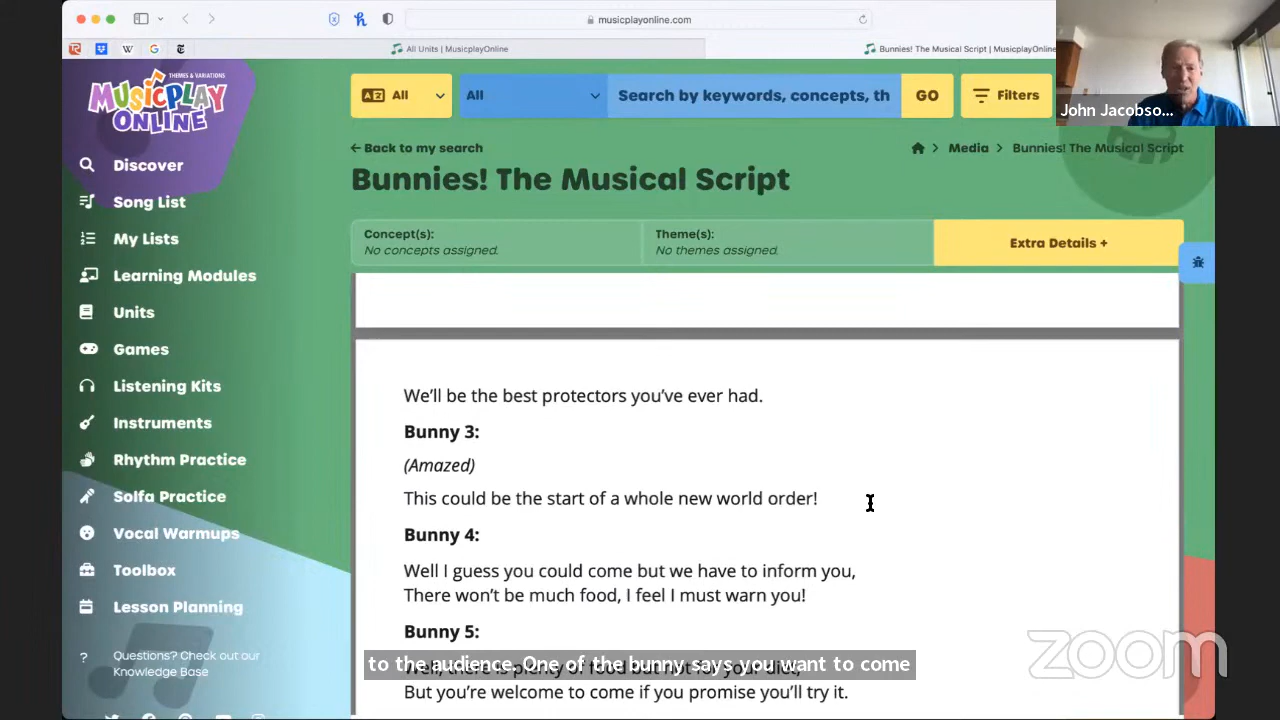 musicplayonline.com
All Units | MusicplayOnline
Bunnies! The Musical Script | MusicplayOnline
THEMES & VARIATIONS
MUSICPLAY
ONLINE
All
All
Search by keywords, concepts, th
GO
Filters
John Jacobso...
Discover
Song List
My Lists
Learning Modules
Units
Games
Listening Kits
Instruments
Rhythm Practice
Solfa Practice
Vocal Warmups
Toolbox
Lesson Planning
? Questions? Check out our
Knowledge Base
Back to my search
Media > Bunnies! The Musical Script
Bunnies! The Musical Script
Concept(s):
No concepts assigned.
Theme(s):
No themes assigned.
Extra Details +
We'll be the best protectors you've ever had.
Bunny 3:
(Amazed)
This could be the start of a whole new world order!
Bunny 4:
Well I guess you could come but we have to inform you,
There won't be much food, I feel I must warn you!
Bunny 5:
to the audience. One of the bunny says you want to come
But you're welcome to come if you promise you'll try it.
zoom